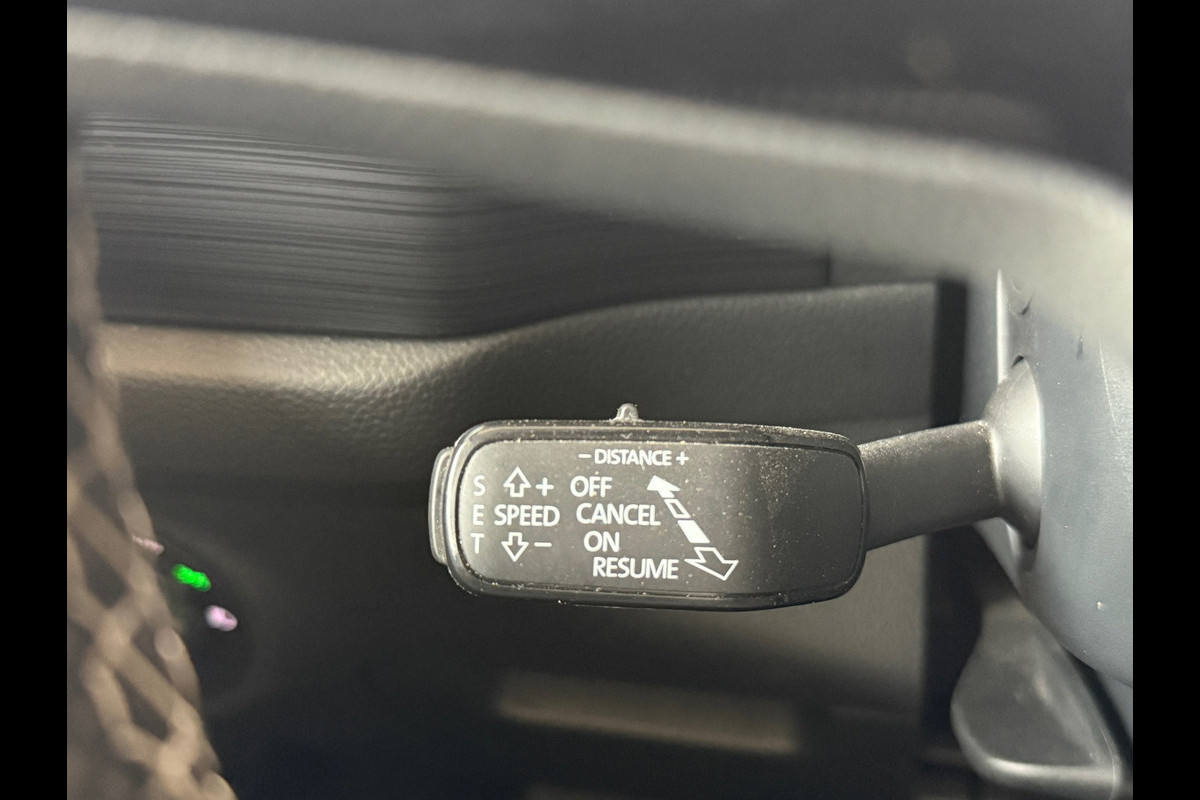 − DISTANCE +
S + OFF
E SPEED CANCEL
T − ON
RESUME